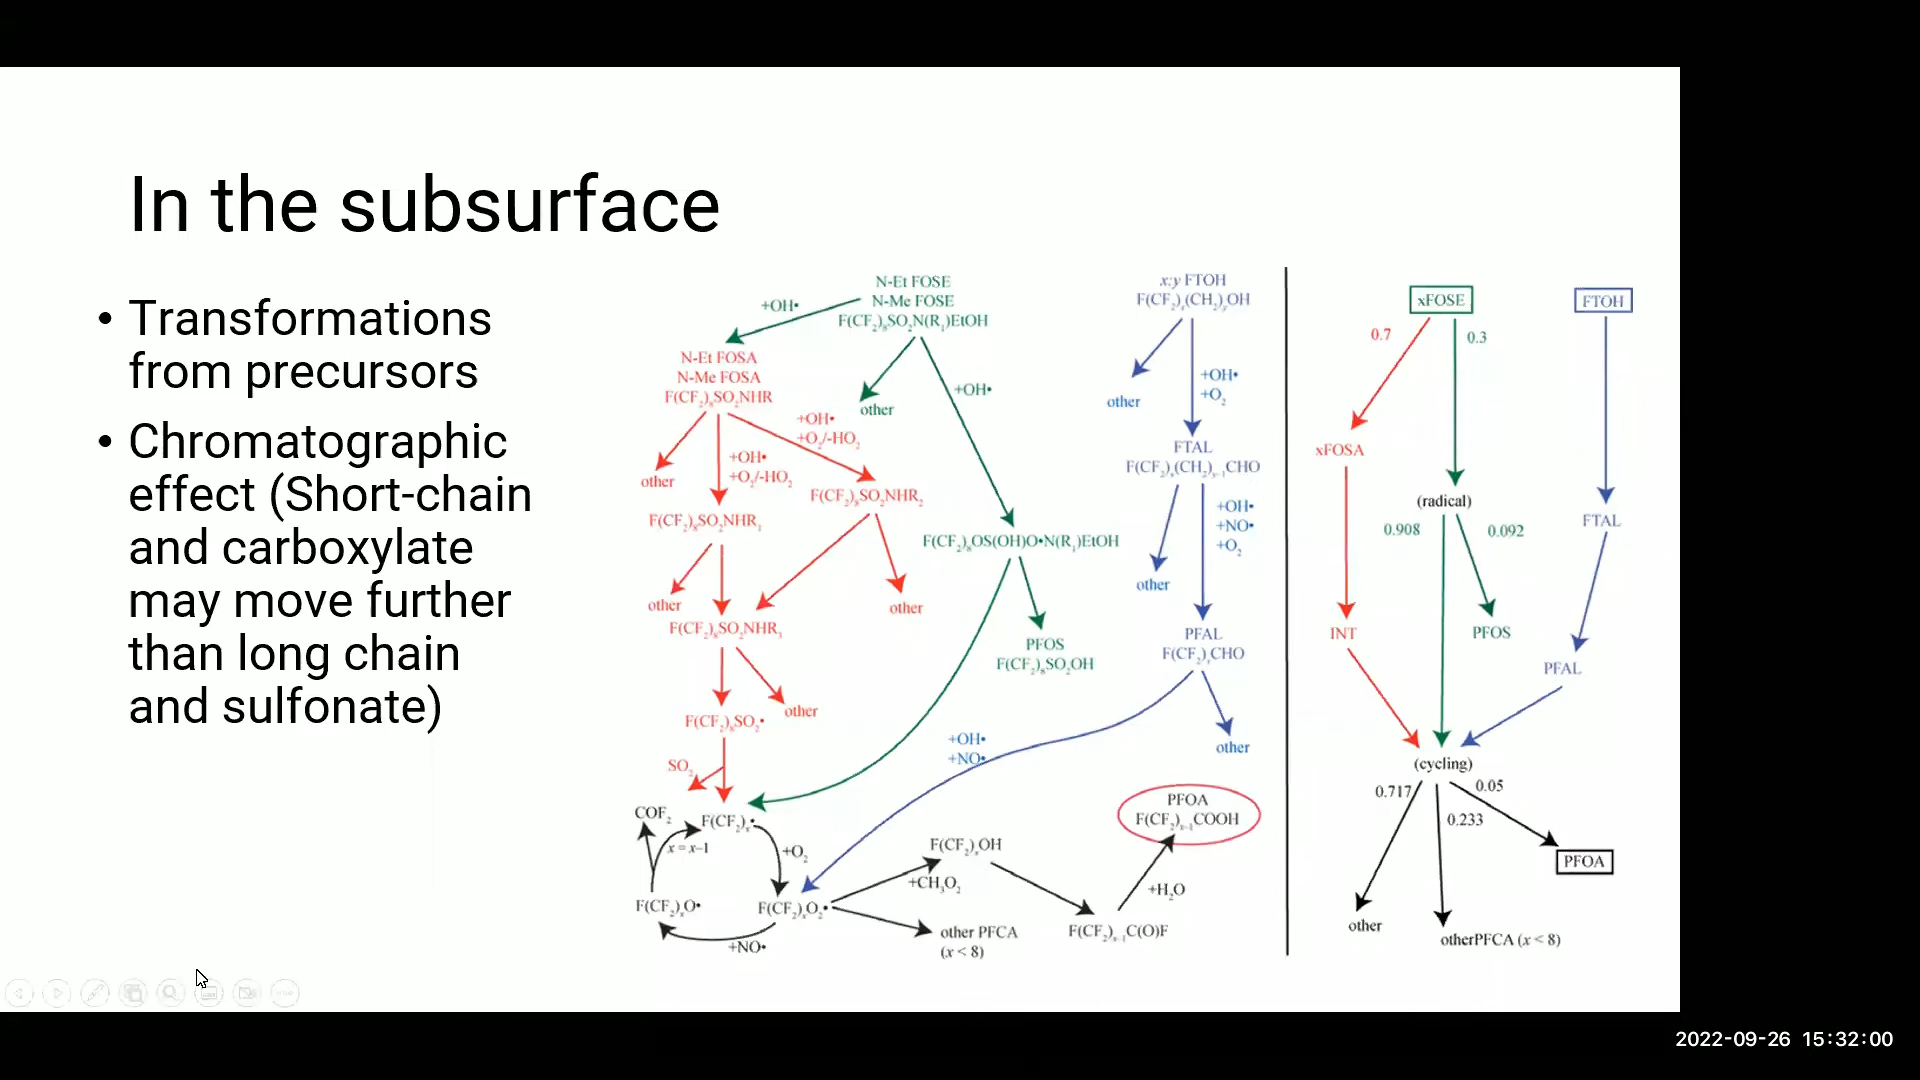 In the subsurface
• Transformations
from precursors
• Chromatographic
effect (Short-chain
and carboxylate
may move further
than long chain
and sulfonate)
N-Et FOSE
N-Me FOSE
F(CF₂)₈SO₂N(R₁)EtOH
+OH•
N-Et FOSA
N-Me FOSA
F(CF₂)₈SO₂NHR
other
+OH•
+OH•
+O₂/-HO₂
+OH•
+O₂/-HO₂
other
F(CF₂)₈SO₂NHR₂
F(CF₂)₈SO₂NHR₁
F(CF₂)₈OS(OH)O•N(R₁)EtOH
other
other
F(CF₂)₈SO₂NHR₃
PFOS
F(CF₂)₈SO₂OH
other
F(CF₂)₈SO₂•
SO₂
COF₂
F(CF₂)ₓ•
x = x–1
+O₂
F(CF₂)ₓO•
F(CF₂)ₓO₂•
+NO•
x:y FTOH
F(CF₂)ₓ(CH₂)ᵧOH
other
+OH•
+O₂
FTAL
F(CF₂)ₓ(CH₂)ₓ₋₁CHO
+OH•
+NO•
+O₂
other
PFAL
F(CF₂)ₓCHO
other
+OH•
+NO•
PFOA
F(CF₂)ₓ₋₁COOH
F(CF₂)ₓOH
+CH₃O₂
+H₂O
other PFCA
(x < 8)
F(CF₂)ₓ₋₁C(O)F
xFOSE
FTOH
0.7
0.3
xFOSA
(radical)
FTAL
0.908
0.092
INT
PFOS
PFAL
(cycling)
0.717
0.05
0.233
PFOA
other
otherPFCA (x < 8)
2022-09-26 15:32:00